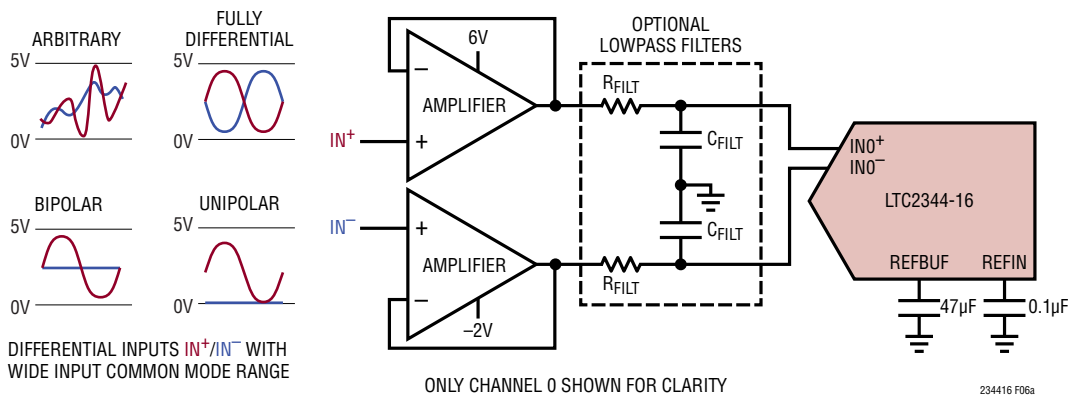 ARBITRARY
5V
0V
FULLY
DIFFERENTIAL
5V
0V
BIPOLAR
5V
0V
UNIPOLAR
5V
0V
DIFFERENTIAL INPUTS IN+/IN− WITH
WIDE INPUT COMMON MODE RANGE
6V
−
AMPLIFIER
IN+
+
IN−
+
AMPLIFIER
−
–2V
OPTIONAL
LOWPASS FILTERS
RFILT
CFILT
CFILT
RFILT
IN0+
IN0−
LTC2344-16
REFBUF
REFIN
47µF
0.1µF
ONLY CHANNEL 0 SHOWN FOR CLARITY
234416 F06a